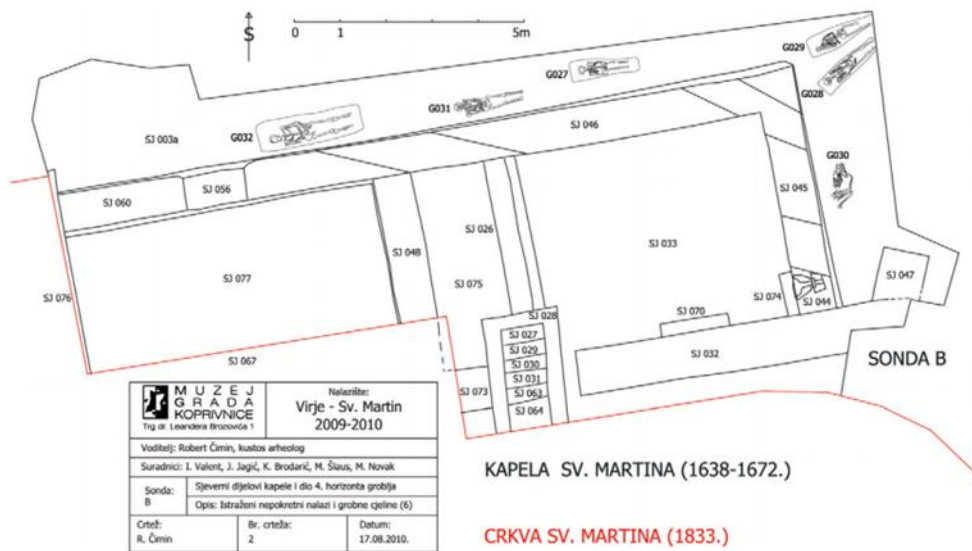 S
0 1 5m
G029
G028
G027
G031
G032
G030
SJ 003a
SJ 046
SJ 045
SJ 060
SJ 056
SJ 026
SJ 033
SJ 048
SJ 077
SJ 075
SJ 076
SJ 047
SJ 074
SJ 044
SJ 070
SJ 028
SJ 027
SJ 029
SJ 030
SJ 031
SJ 063
SJ 064
SJ 032
SJ 067
SJ 073
SONDA B
MUZEJ
GRADA
KOPRIVNICE
Trg dr. Leandera Brozovića 1
Nalazište:
Virje - Sv. Martin
2009-2010
Voditelj: Robert Čimin, kustos arheolog
Suradnici: I. Valent, J. Jagić, K. Brodarić, M. Šlaus, M. Novak
Sonda:
B
Sjeverni dijelovi kapele i dio 4. horizonta groblja
Opis: Istraženi nepokretni nalazi i grobne cjeline (6)
Crtež:
R. Čimin
Br. crteža:
2
Datum:
17.08.2010.
KAPELA SV. MARTINA (1638-1672.)
CRKVA SV. MARTINA (1833.)